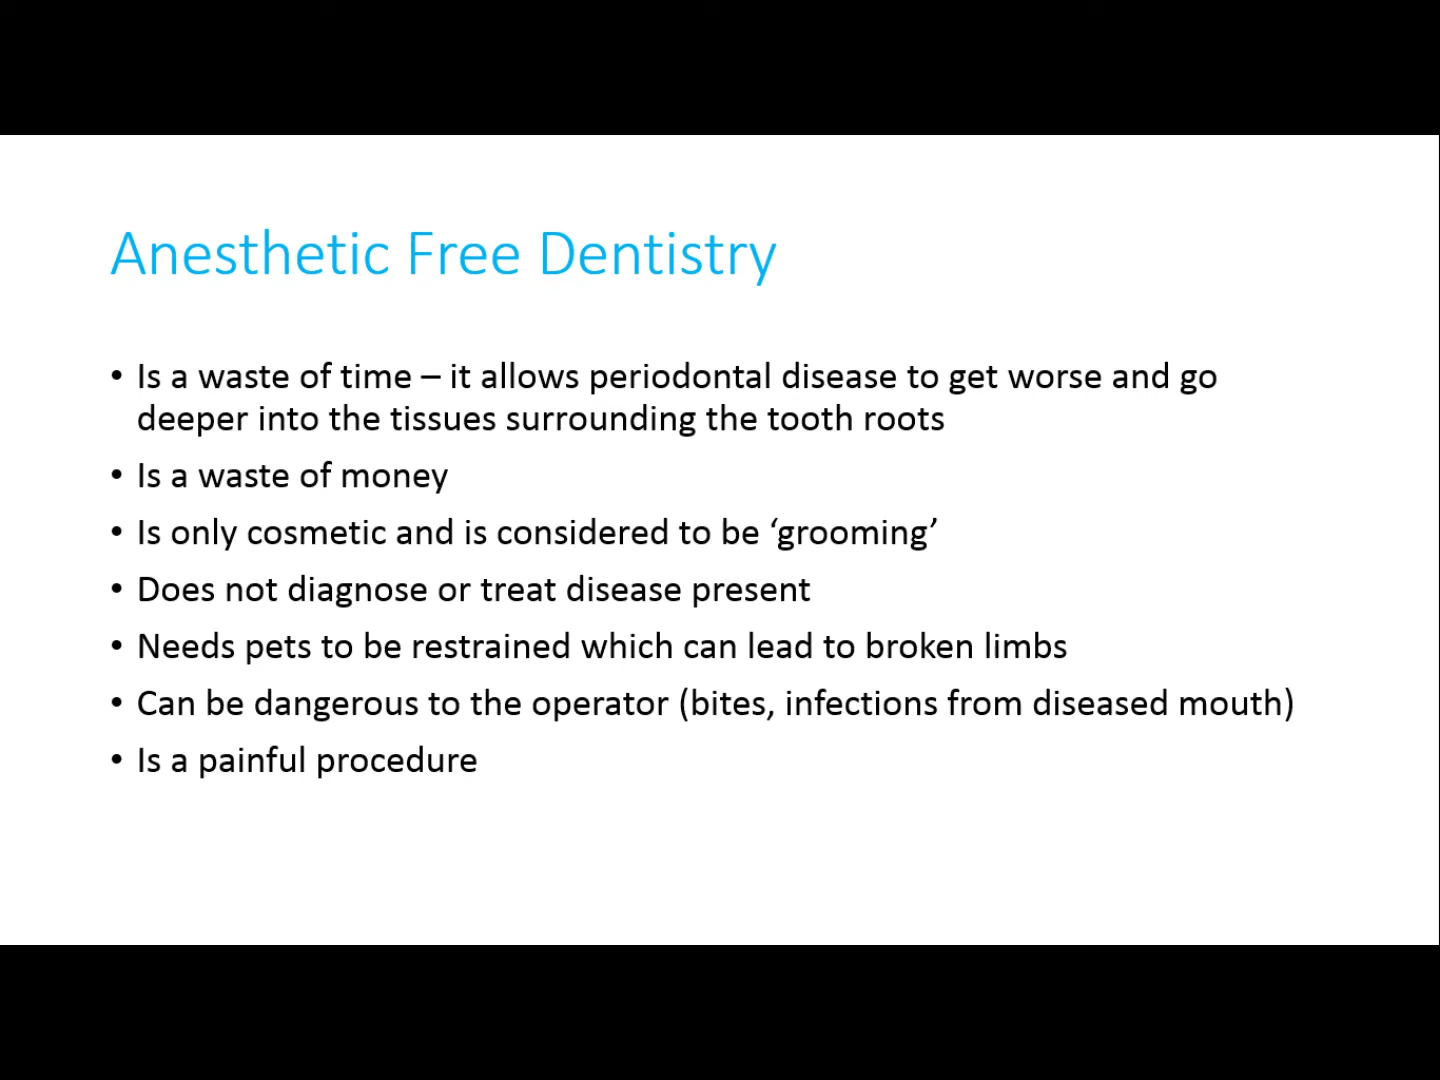 Anesthetic Free Dentistry
• Is a waste of time – it allows periodontal disease to get worse and go
deeper into the tissues surrounding the tooth roots
• Is a waste of money
• Is only cosmetic and is considered to be ‘grooming’
• Does not diagnose or treat disease present
• Needs pets to be restrained which can lead to broken limbs
• Can be dangerous to the operator (bites, infections from diseased mouth)
• Is a painful procedure